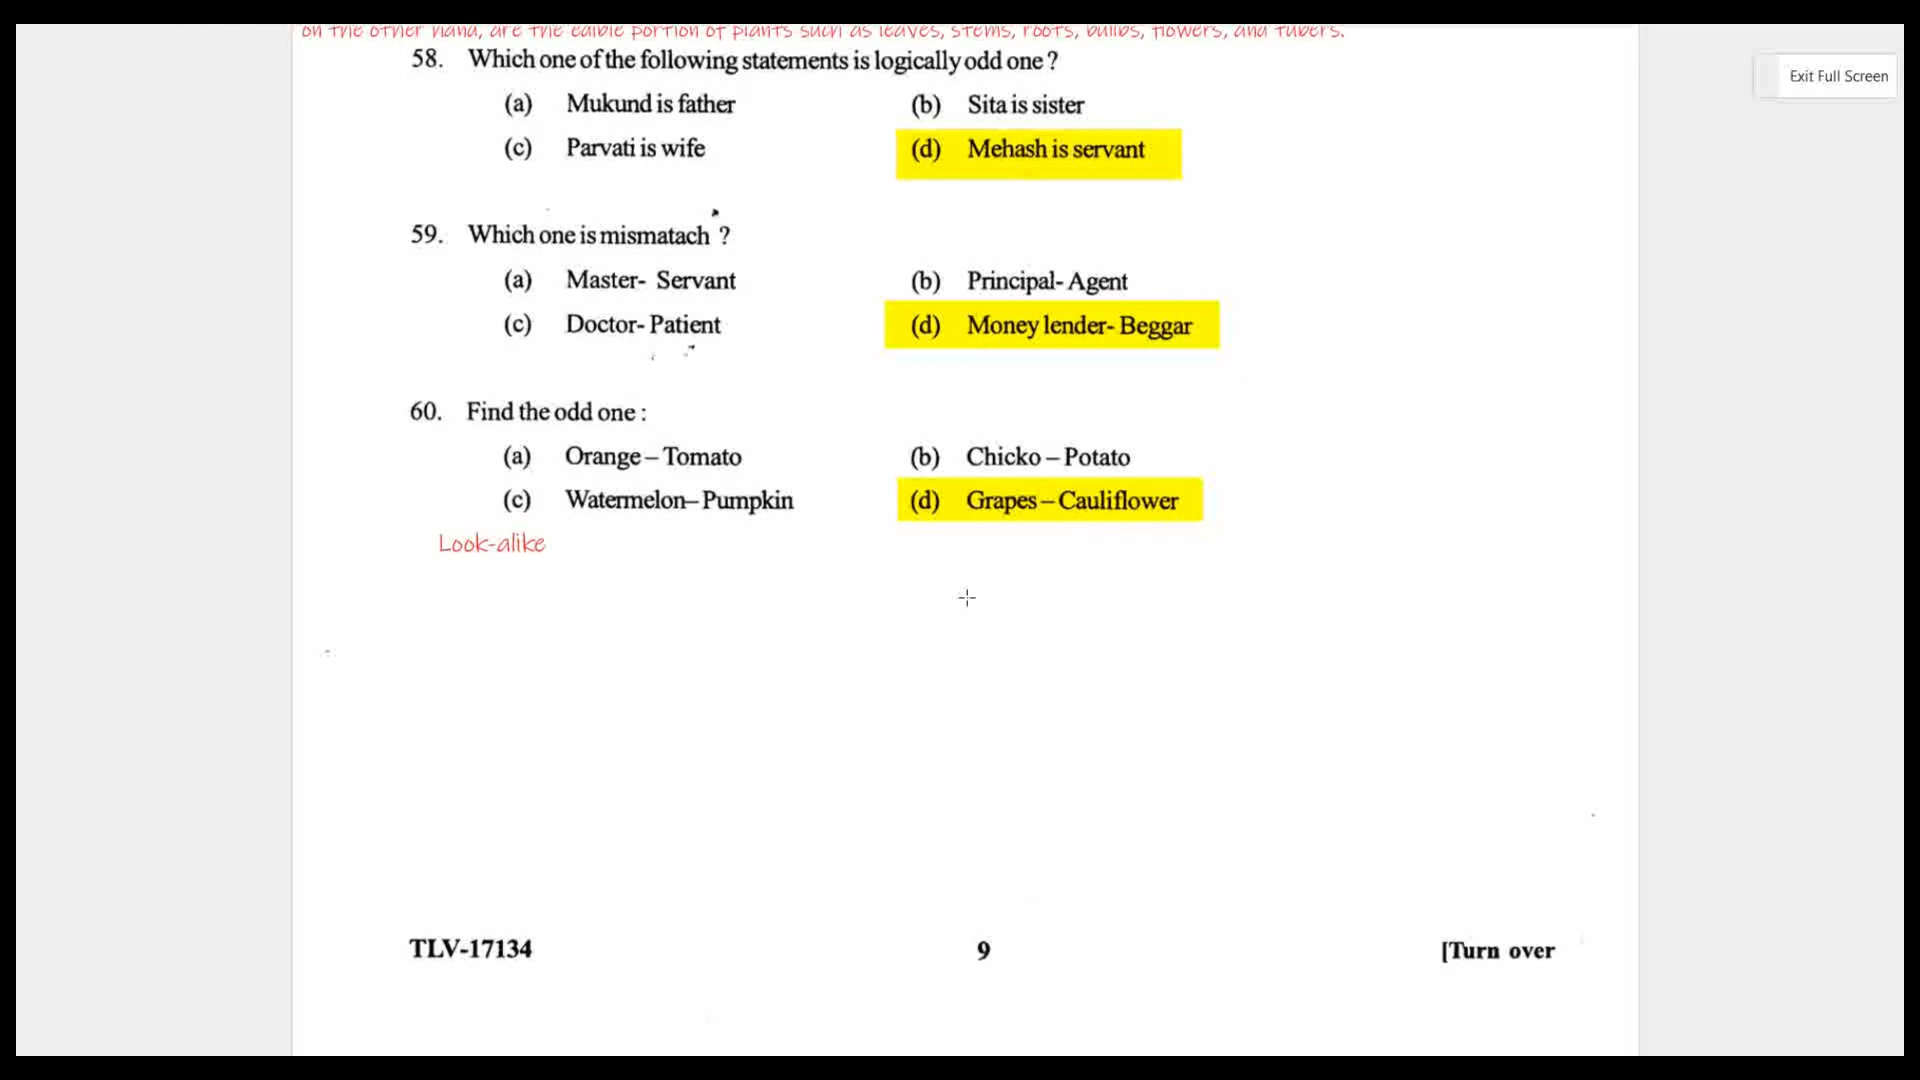 on the other hand, are the edible portion of plants such as leaves, stems, roots, bulbs, flowers, and tubers.
58. Which one of the following statements is logically odd one ?
Exit Full Screen
(a) Mukund is father (b) Sita is sister
(c) Parvati is wife (d) Mehash is servant
59. Which one is mismatach ?
(a) Master- Servant (b) Principal- Agent
(c) Doctor- Patient (d) Money lender- Beggar
60. Find the odd one :
(a) Orange – Tomato (b) Chicko – Potato
(c) Watermelon– Pumpkin (d) Grapes – Cauliflower
Look-alike
TLV-17134 9 [Turn over